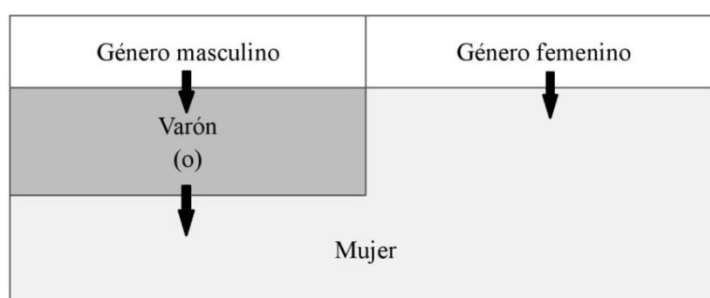 Género masculino
Género femenino
Varón
(o)
Mujer